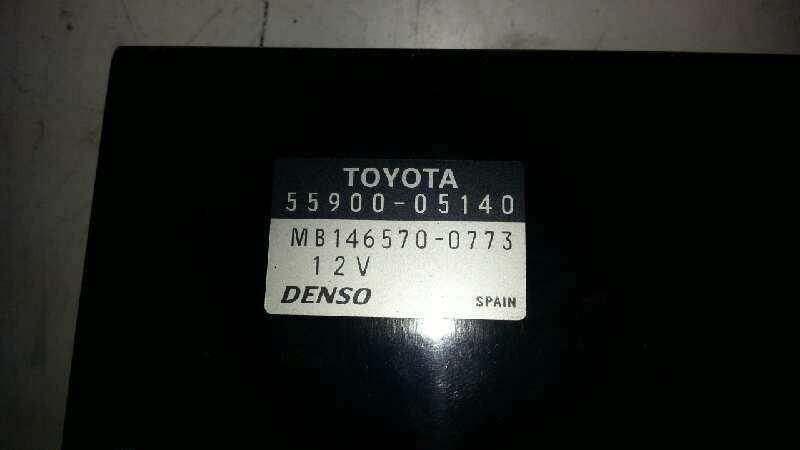 TOYOTA
55900-05140
MB146570-0773
12V
DENSO SPAIN